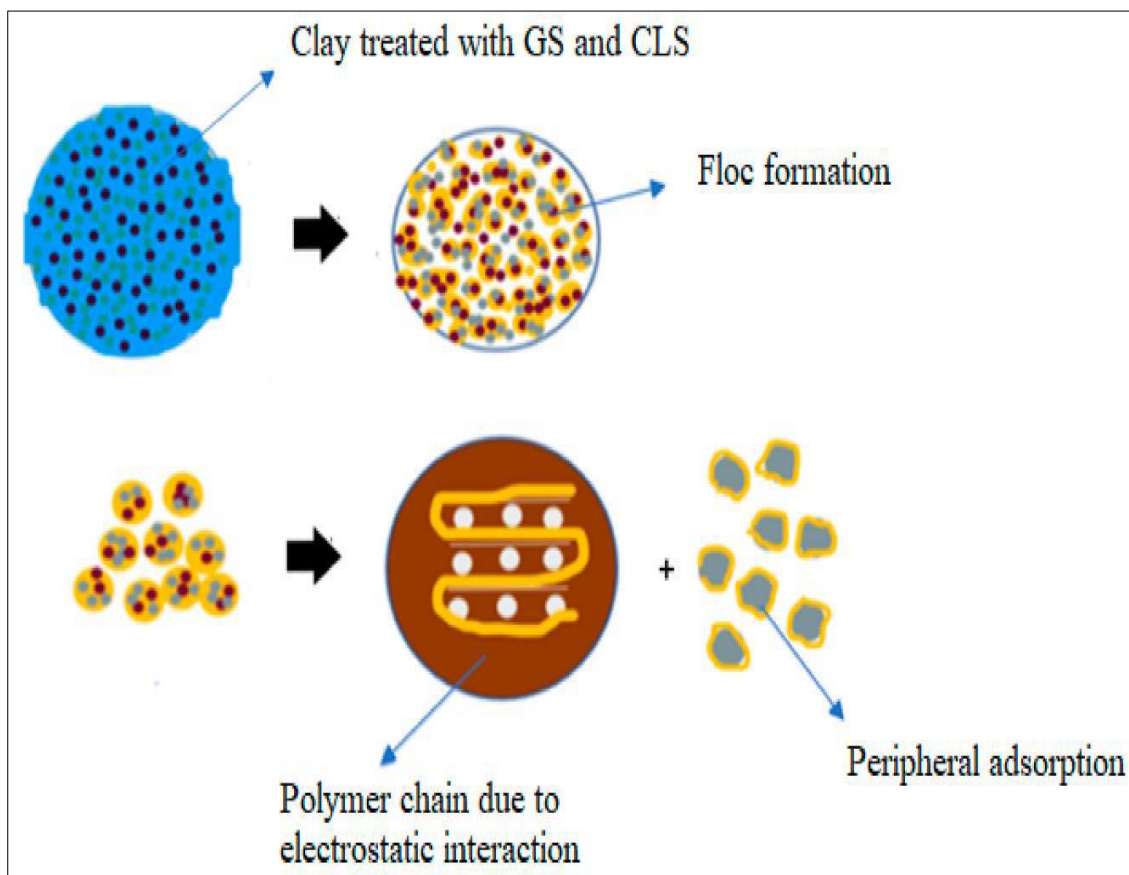 Clay treated with GS and CLS
Floc formation
+
Peripheral adsorption
Polymer chain due to
electrostatic interaction